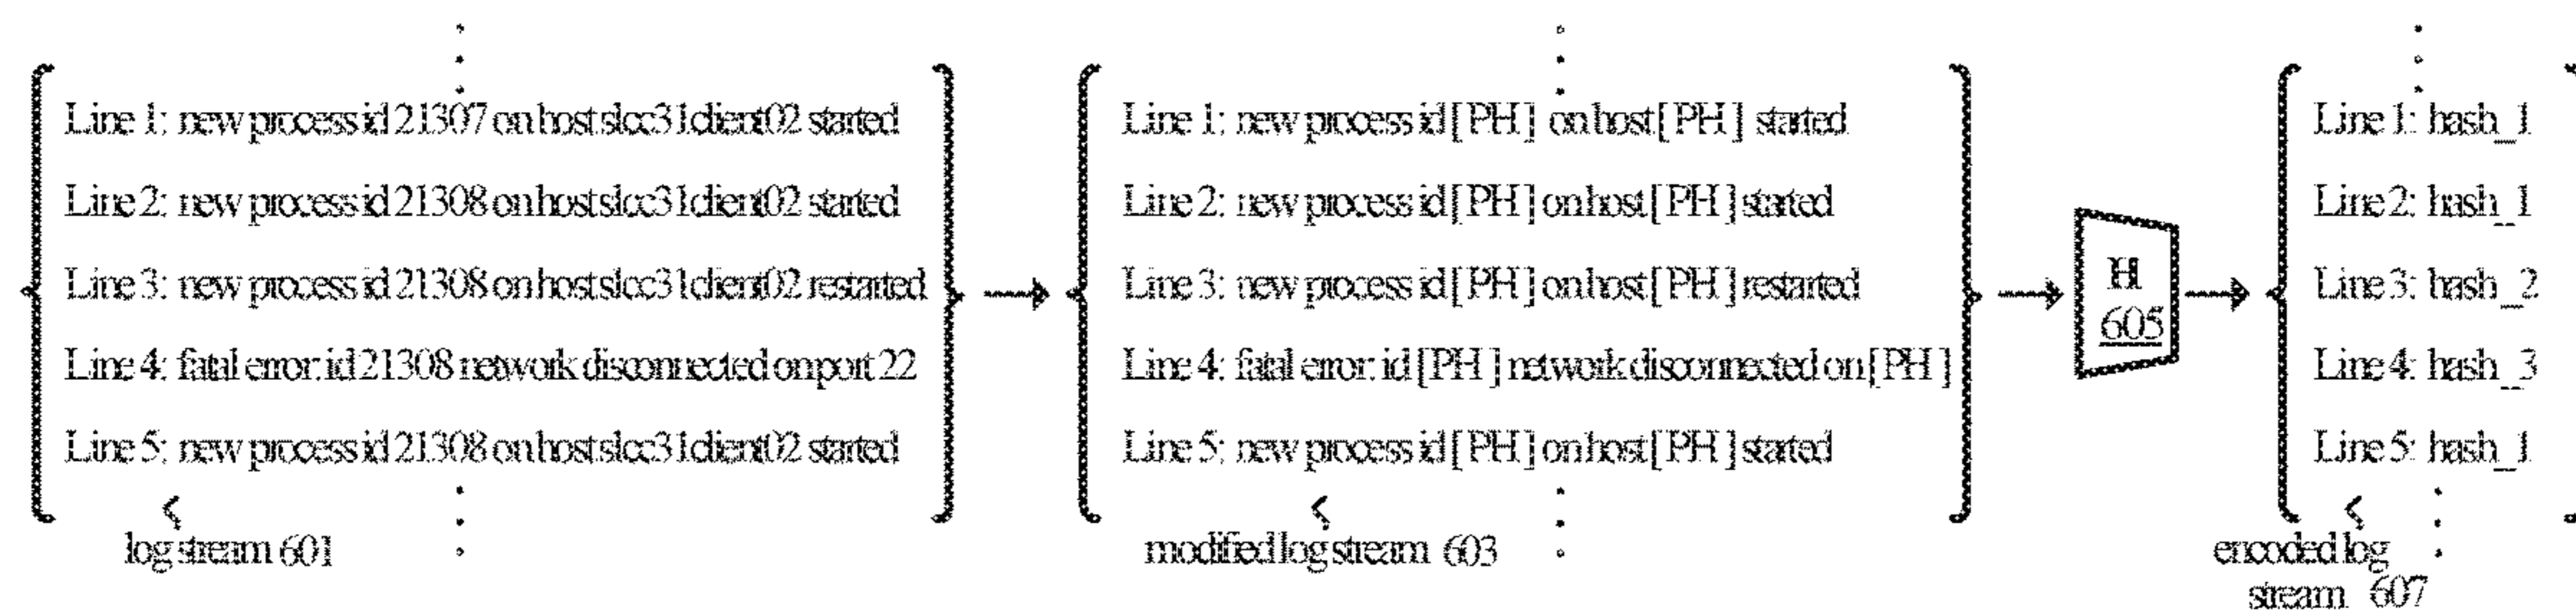 Line 1: new process id 21307 on host slcc31client02 started
Line 2: new process id 21308 on host slcc31client02 started
Line 3: new process id 21308 on host slcc31client02 restarted
Line 4: fatal error: id 21308 network disconnected on port 22
Line 5: new process id 21308 on host slcc31client02 started
log stream 601
Line 1: new process id [PH] on host [PH] started
Line 2: new process id [PH] on host [PH] started
Line 3: new process id [PH] on host [PH] restarted
Line 4: fatal error: id [PH] network disconnected on [PH]
Line 5: new process id [PH] on host [PH] started
modified log stream 603
H
605
Line 1: hash_1
Line 2: hash_1
Line 3: hash_2
Line 4: hash_3
Line 5: hash_1
encoded log
stream 607